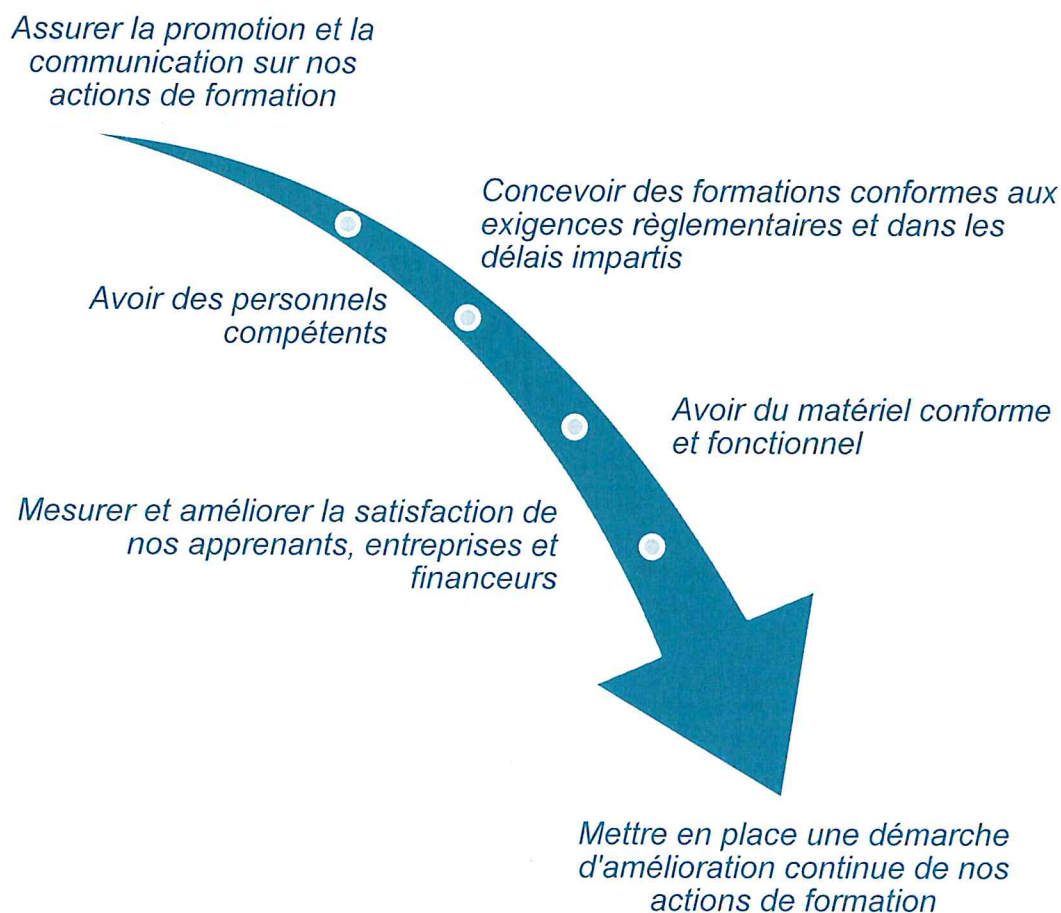 Assurer la promotion et la
communication sur nos
actions de formation
Concevoir des formations conformes aux
exigences règlementaires et dans les
délais impartis
Avoir des personnels
compétents
Avoir du matériel conforme
et fonctionnel
Mesurer et améliorer la satisfaction de
nos apprenants, entreprises et
financeurs
Mettre en place une démarche
d'amélioration continue de nos
actions de formation